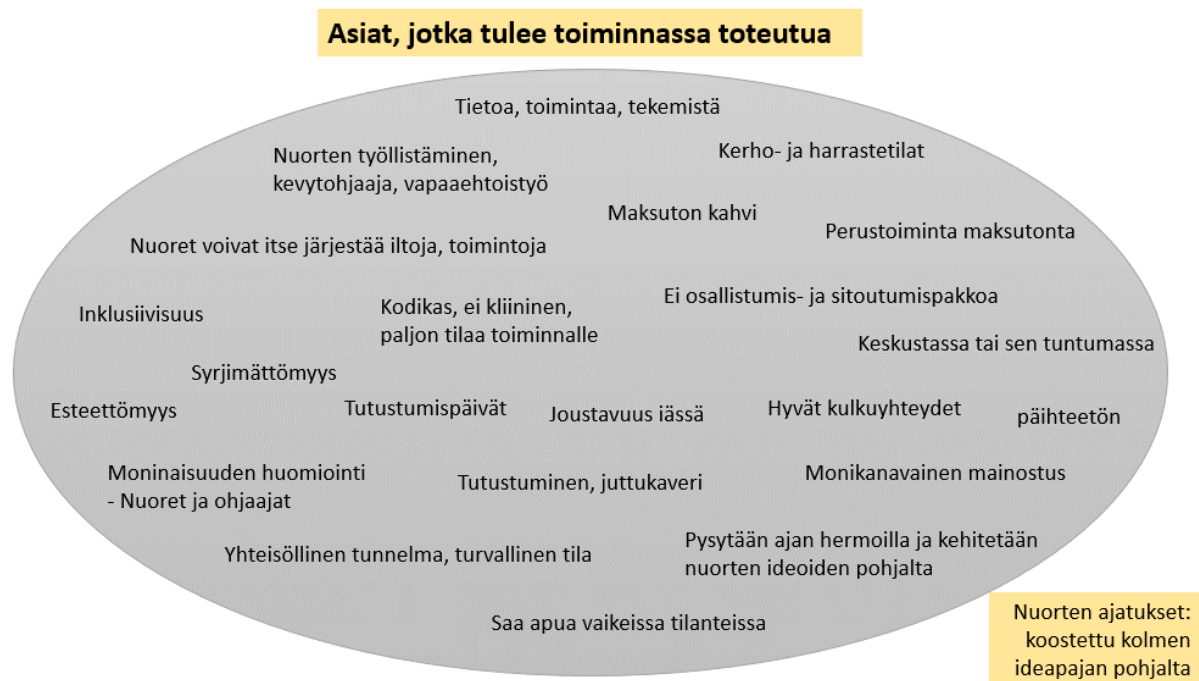 Asiat, jotka tulee toiminnassa toteutua
Tietoa, toimintaa, tekemistä
Nuorten työllistäminen,
kevytohjaaja, vapaaehtoistyö
Kerho- ja harrastetilat
Maksuton kahvi
Perustoiminta maksutonta
Nuoret voivat itse järjestää iltoja, toimintoja
Inklusiivisuus
Kodikas, ei kliininen,
paljon tilaa toiminnalle
Ei osallistumis- ja sitoutumispakkoa
Keskustassa tai sen tuntumassa
Syrjimättömyys
Esteettömyys
Tutustumispäivät
Joustavuus iässä
Hyvät kulkuyhteydet
päihteetön
Moninaisuuden huomiointi
- Nuoret ja ohjaajat
Tutustuminen, juttukaveri
Monikanavainen mainostus
Yhteisöllinen tunnelma, turvallinen tila
Pysytään ajan hermoilla ja kehitetään
nuorten ideoiden pohjalta
Saa apua vaikeissa tilanteissa
Nuorten ajatukset:
koostettu kolmen
ideapajan pohjalta